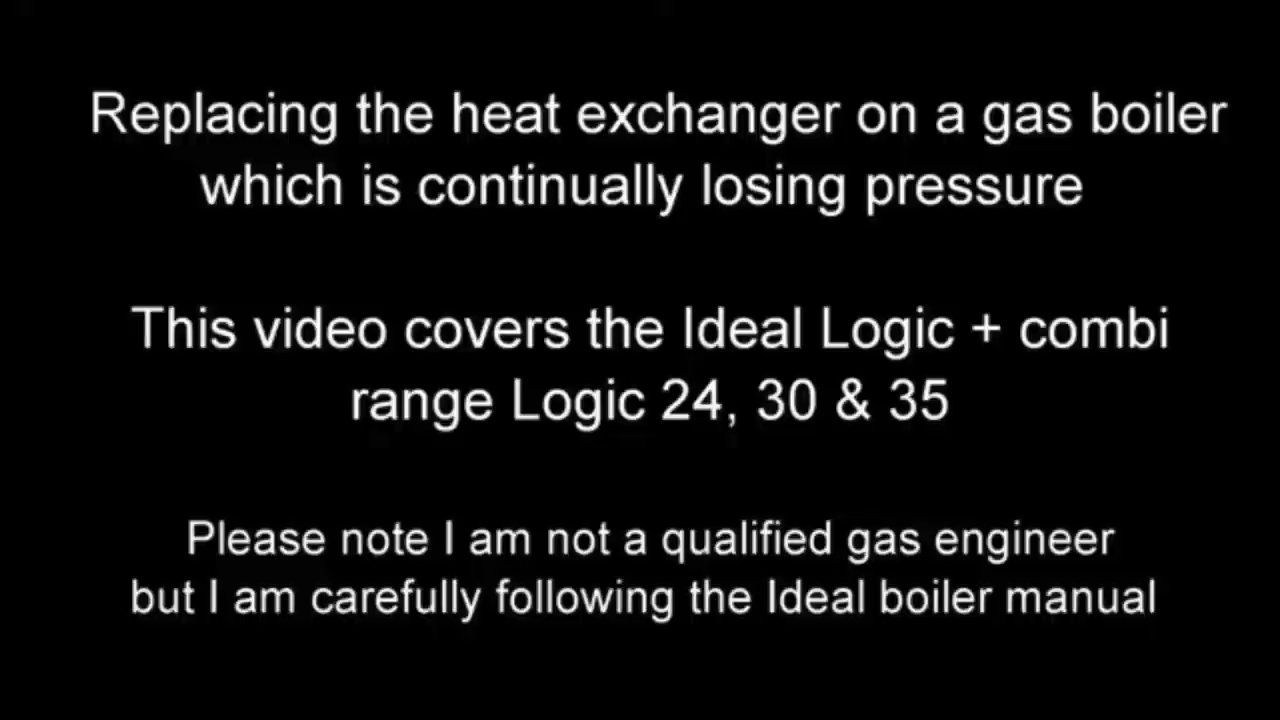 Replacing the heat exchanger on a gas boiler
which is continually losing pressure
This video covers the Ideal Logic + combi
range Logic 24, 30 & 35
Please note I am not a qualified gas engineer
but I am carefully following the Ideal boiler manual